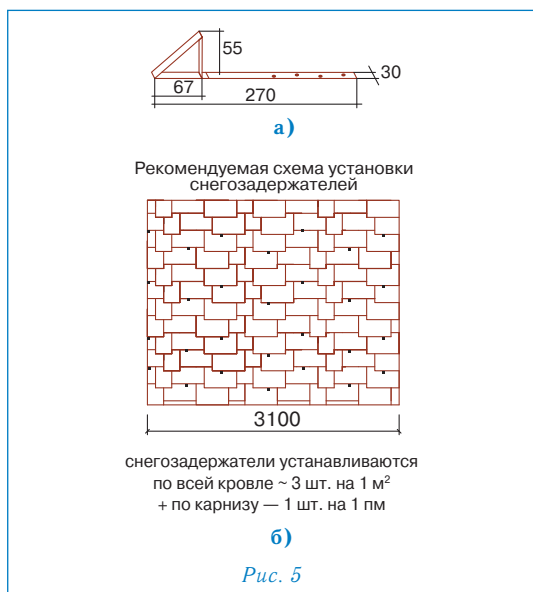 55
30
67
270
а)
Рекомендуемая схема установки
снегозадержателей
3100
снегозадержатели устанавливаются
по всей кровле ~ 3 шт. на 1 м²
+ по карнизу — 1 шт. на 1 пм
б)
Рис. 5